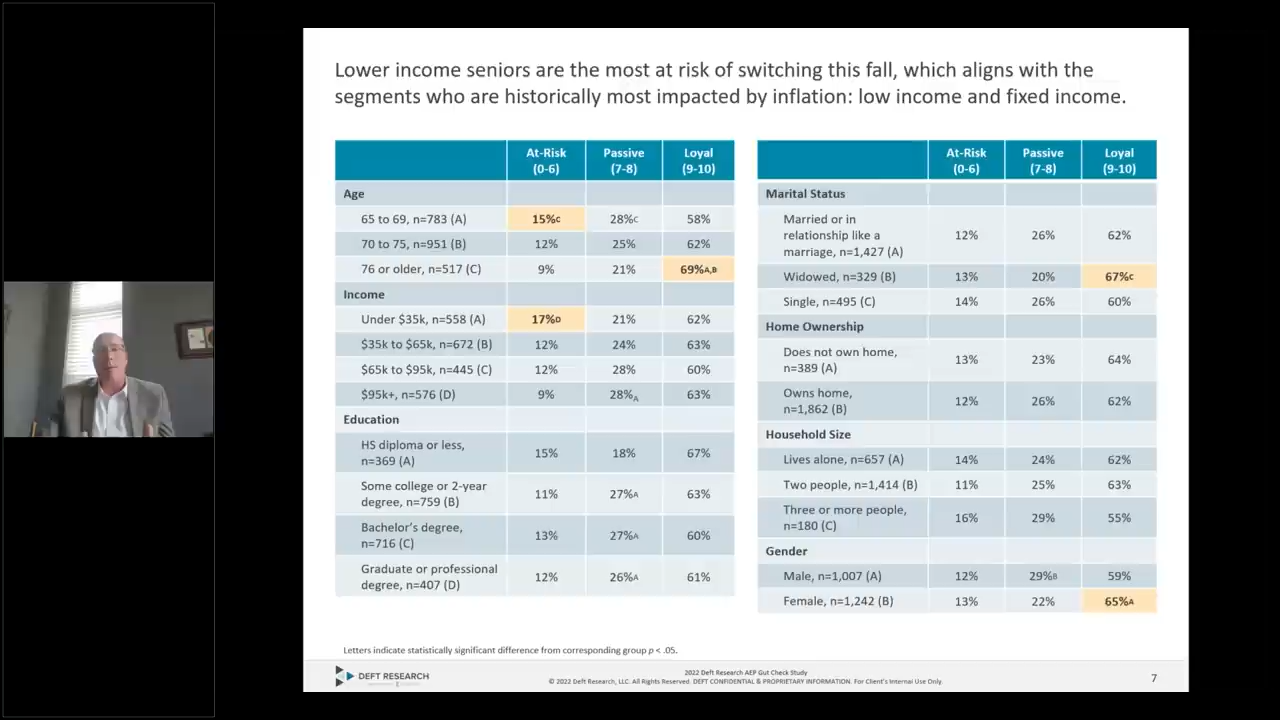 Lower income seniors are the most at risk of switching this fall, which aligns with the
segments who are historically most impacted by inflation: low income and fixed income.
At-Risk (0-6) Passive (7-8) Loyal (9-10)
Age
65 to 69, n=783 (A) 15%C 28%C 58%
70 to 75, n=951 (B) 12% 25% 62%
76 or older, n=517 (C) 9% 21% 69%A,B
Income
Under $35k, n=558 (A) 17%D 21% 62%
$35k to $65k, n=672 (B) 12% 24% 63%
$65k to $95k, n=445 (C) 12% 28% 60%
$95k+, n=576 (D) 9% 28%A 63%
Education
HS diploma or less, n=369 (A) 15% 18% 67%
Some college or 2-year degree, n=759 (B) 11% 27%A 63%
Bachelor's degree, n=716 (C) 13% 27%A 60%
Graduate or professional degree, n=407 (D) 12% 26%A 61%
At-Risk (0-6) Passive (7-8) Loyal (9-10)
Marital Status
Married or in relationship like a marriage, n=1,427 (A) 12% 26% 62%
Widowed, n=329 (B) 13% 20% 67%C
Single, n=495 (C) 14% 26% 60%
Home Ownership
Does not own home, n=389 (A) 13% 23% 64%
Owns home, n=1,862 (B) 12% 26% 62%
Household Size
Lives alone, n=657 (A) 14% 24% 62%
Two people, n=1,414 (B) 11% 25% 63%
Three or more people, n=180 (C) 16% 29% 55%
Gender
Male, n=1,007 (A) 12% 29%B 59%
Female, n=1,242 (B) 13% 22% 65%A
Letters indicate statistically significant difference from corresponding group p < .05.
DEFT RESEARCH
2022 Deft Research AEP Gut Check Study
© 2022 Deft Research, LLC. All Rights Reserved. DEFT CONFIDENTIAL & PROPRIETARY INFORMATION. For Client's Internal Use Only.
7